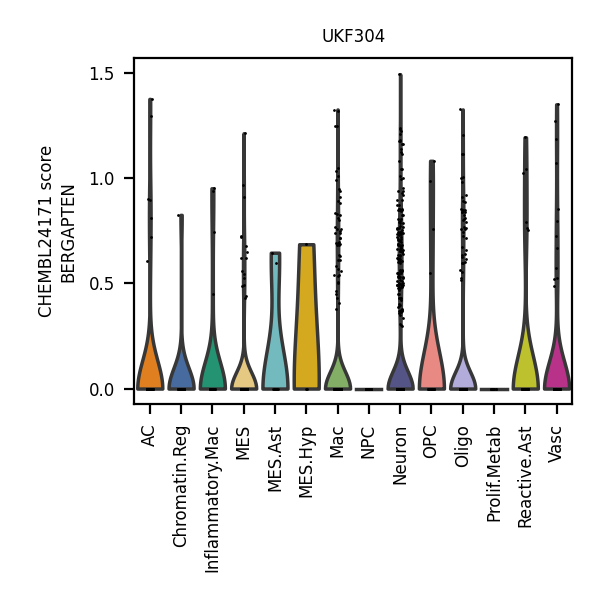 UKF304
CHEMBL24171 score
BERGAPTEN
1.5
1.0
0.5
0.0
AC
Chromatin.Reg
Inflammatory.Mac
MES
MES.Ast
MES.Hyp
Mac
NPC
Neuron
OPC
Oligo
Prolif.Metab
Reactive.Ast
Vasc